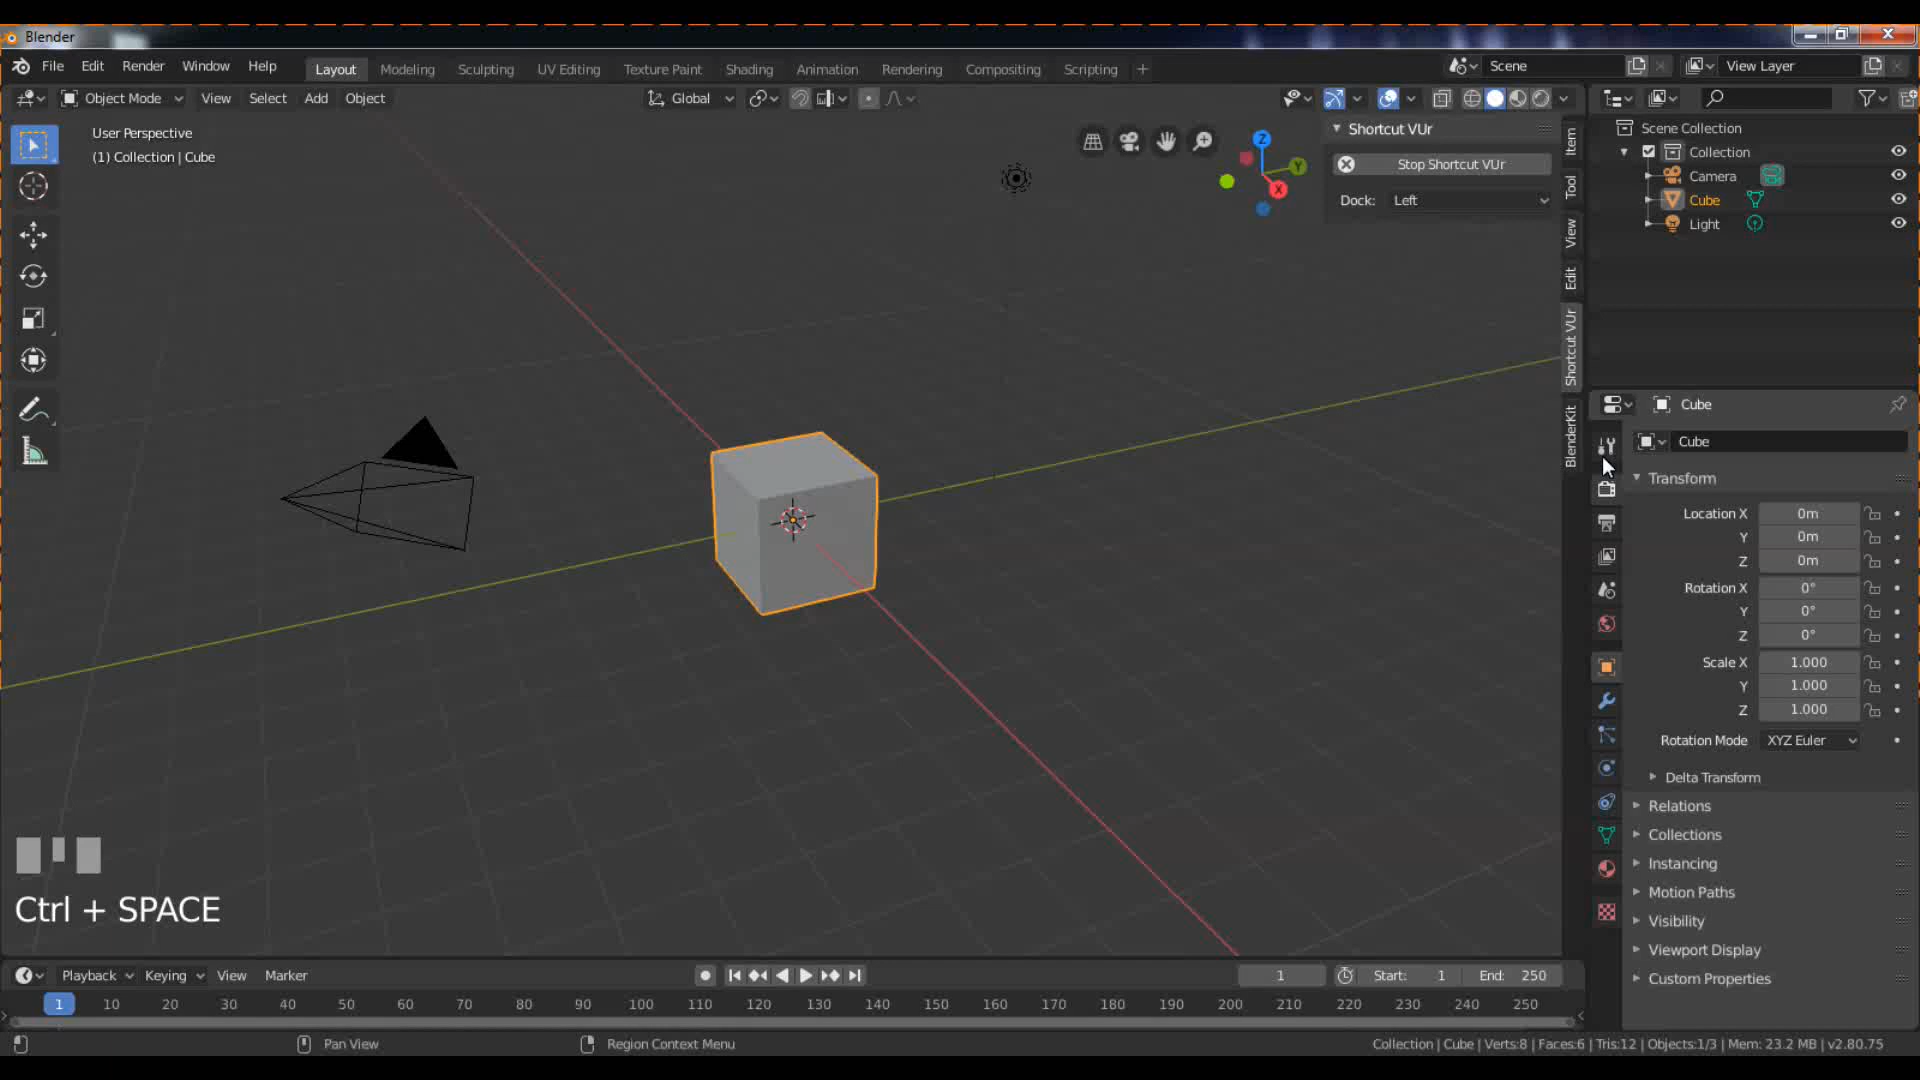 Blender
File Edit Render Window Help Layout Modeling Sculpting UV Editing Texture Paint Shading Animation Rendering Compositing Scripting + Scene View Layer
Object Mode View Select Add Object Global
User Perspective
(1) Collection | Cube
Z
Y
X
Shortcut VUr
Stop Shortcut VUr
Dock: Left
Item
Tool
View
Edit
Shortcut VUr
BlenderKit
Scene Collection
Collection
Camera
Cube
Light
Cube
Cube
Transform
Location X 0m
Y 0m
Z 0m
Rotation X 0°
Y 0°
Z 0°
Scale X 1.000
Y 1.000
Z 1.000
Rotation Mode XYZ Euler
Delta Transform
Relations
Collections
Instancing
Motion Paths
Visibility
Viewport Display
Custom Properties
Ctrl + SPACE
Playback Keying View Marker 1 Start: 1 End: 250
1 10 20 30 40 50 60 70 80 90 100 110 120 130 140 150 160 170 180 190 200 210 220 230 240 250
Pan View Region Context Menu Collection | Cube | Verts:8 | Faces:6 | Tris:12 | Objects:1/3 | Mem: 23.2 MB | v2.80.75